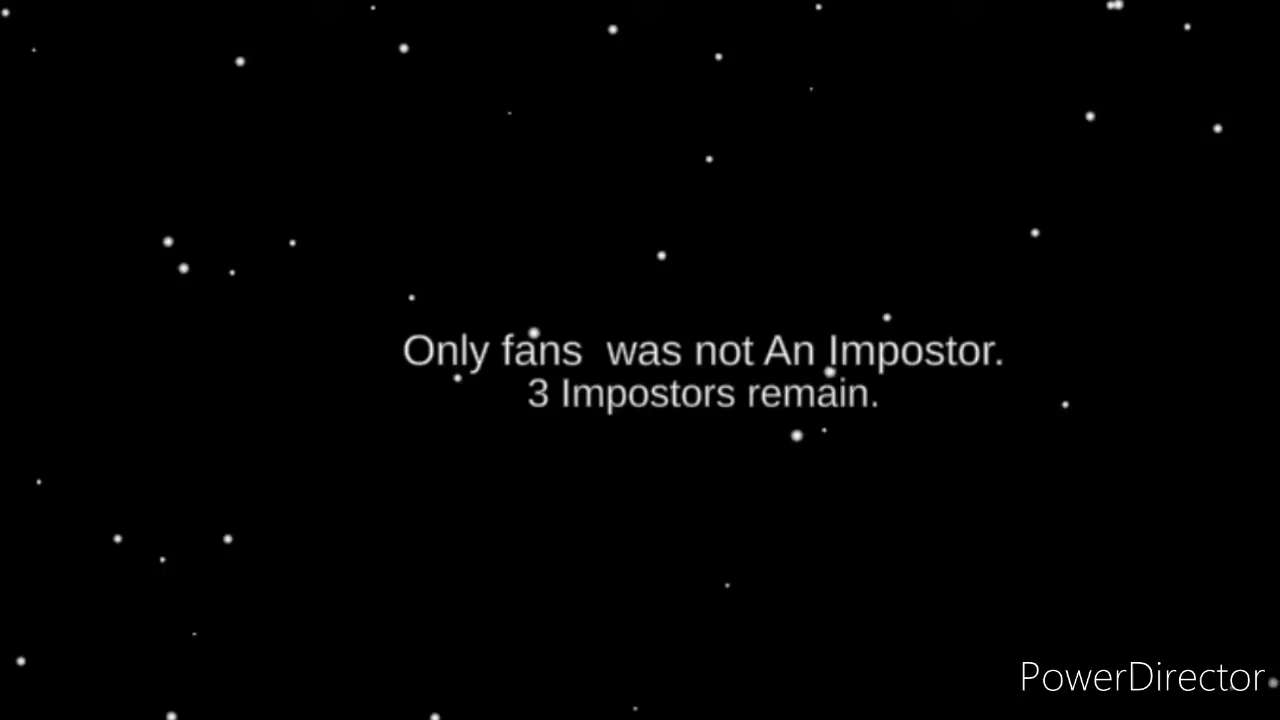 Only fans  was not An Impostor.
3 Impostors remain.
PowerDirector